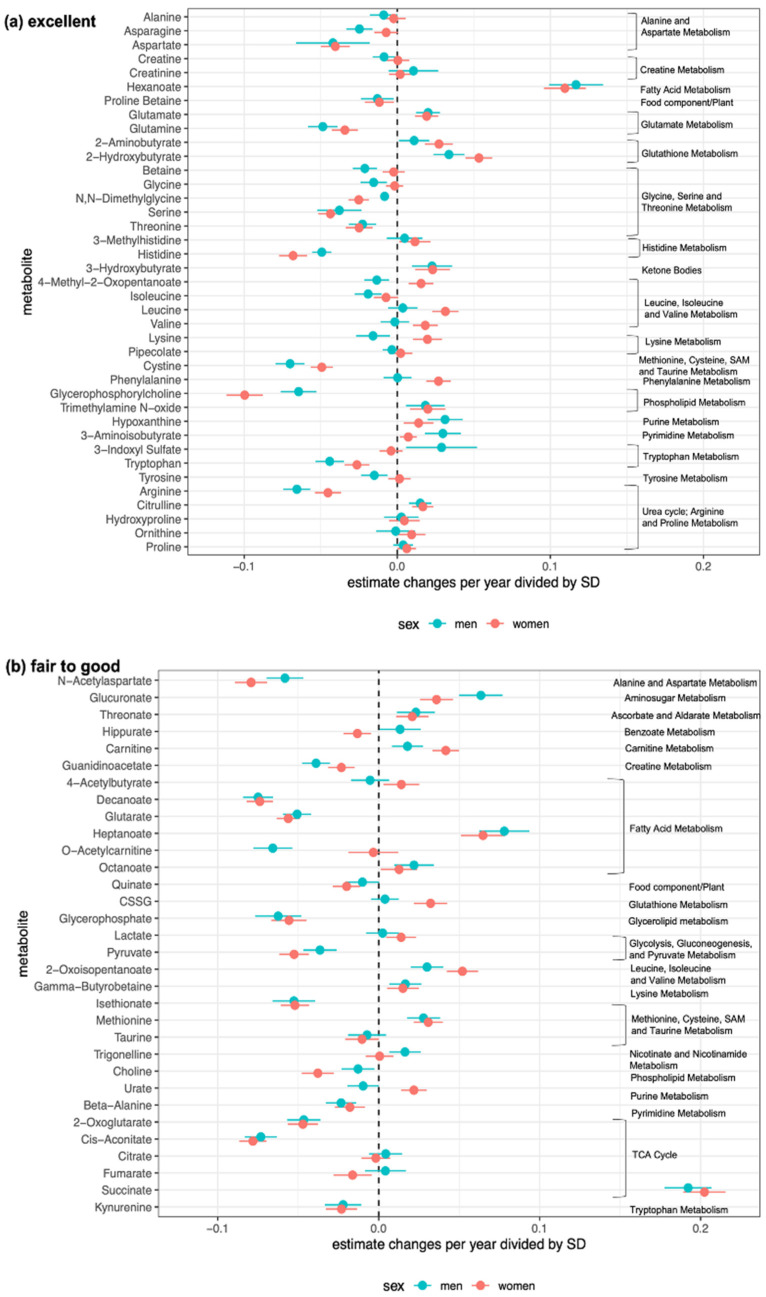 (a) excellent
Alanine
Asparagine
Aspartate
Creatine
Creatinine
Hexanoate
Proline Betaine
Glutamate
Glutamine
2−Aminobutyrate
2−Hydroxybutyrate
Betaine
Glycine
N,N−Dimethylglycine
Serine
Threonine
3−Methylhistidine
Histidine
3−Hydroxybutyrate
4−Methyl−2−Oxopentanoate
Isoleucine
Leucine
Valine
Lysine
Pipecolate
Cystine
Phenylalanine
Glycerophosphorylcholine
Trimethylamine N−oxide
Hypoxanthine
3−Aminoisobutyrate
3−Indoxyl Sulfate
Tryptophan
Tyrosine
Arginine
Citrulline
Hydroxyproline
Ornithine
Proline
metabolite
Alanine and
Aspartate Metabolism
Creatine Metabolism
Fatty Acid Metabolism
Food component/Plant
Glutamate Metabolism
Glutathione Metabolism
Glycine, Serine and
Threonine Metabolism
Histidine Metabolism
Ketone Bodies
Leucine, Isoleucine
and Valine Metabolism
Lysine Metabolism
Methionine, Cysteine, SAM
and Taurine Metabolism
Phenylalanine Metabolism
Phospholipid Metabolism
Purine Metabolism
Pyrimidine Metabolism
Tryptophan Metabolism
Tyrosine Metabolism
Urea cycle; Arginine
and Proline Metabolism
−0.1 0.0 0.1 0.2
estimate changes per year divided by SD
sex men women
(b) fair to good
N−Acetylaspartate
Glucuronate
Threonate
Hippurate
Carnitine
Guanidinoacetate
4−Acetylbutyrate
Decanoate
Glutarate
Heptanoate
O−Acetylcarnitine
Octanoate
Quinate
CSSG
Glycerophosphate
Lactate
Pyruvate
2−Oxoisopentanoate
Gamma−Butyrobetaine
Isethionate
Methionine
Taurine
Trigonelline
Choline
Urate
Beta−Alanine
2−Oxoglutarate
Cis−Aconitate
Citrate
Fumarate
Succinate
Kynurenine
metabolite
Alanine and Aspartate Metabolism
Aminosugar Metabolism
Ascorbate and Aldarate Metabolism
Benzoate Metabolism
Carnitine Metabolism
Creatine Metabolism
Fatty Acid Metabolism
Food component/Plant
Glutathione Metabolism
Glycerolipid metabolism
Glycolysis, Gluconeogenesis,
and Pyruvate Metabolism
Leucine, Isoleucine
and Valine Metabolism
Lysine Metabolism
Methionine, Cysteine, SAM
and Taurine Metabolism
Nicotinate and Nicotinamide
Metabolism
Phospholipid Metabolism
Purine Metabolism
Pyrimidine Metabolism
TCA Cycle
Tryptophan Metabolism
−0.1 0.0 0.1 0.2
estimate changes per year divided by SD
sex men women